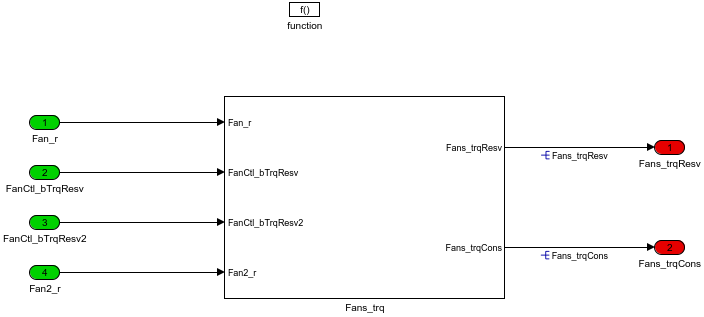 f()
function
1
Fan_r
Fan_r
Fans_trqResv
Fans_trqResv
1
Fans_trqResv
2
FanCtl_bTrqResv
FanCtl_bTrqResv
3
FanCtl_bTrqResv2
FanCtl_bTrqResv2
Fans_trqCons
Fans_trqCons
2
Fans_trqCons
4
Fan2_r
Fan2_r
Fans_trq